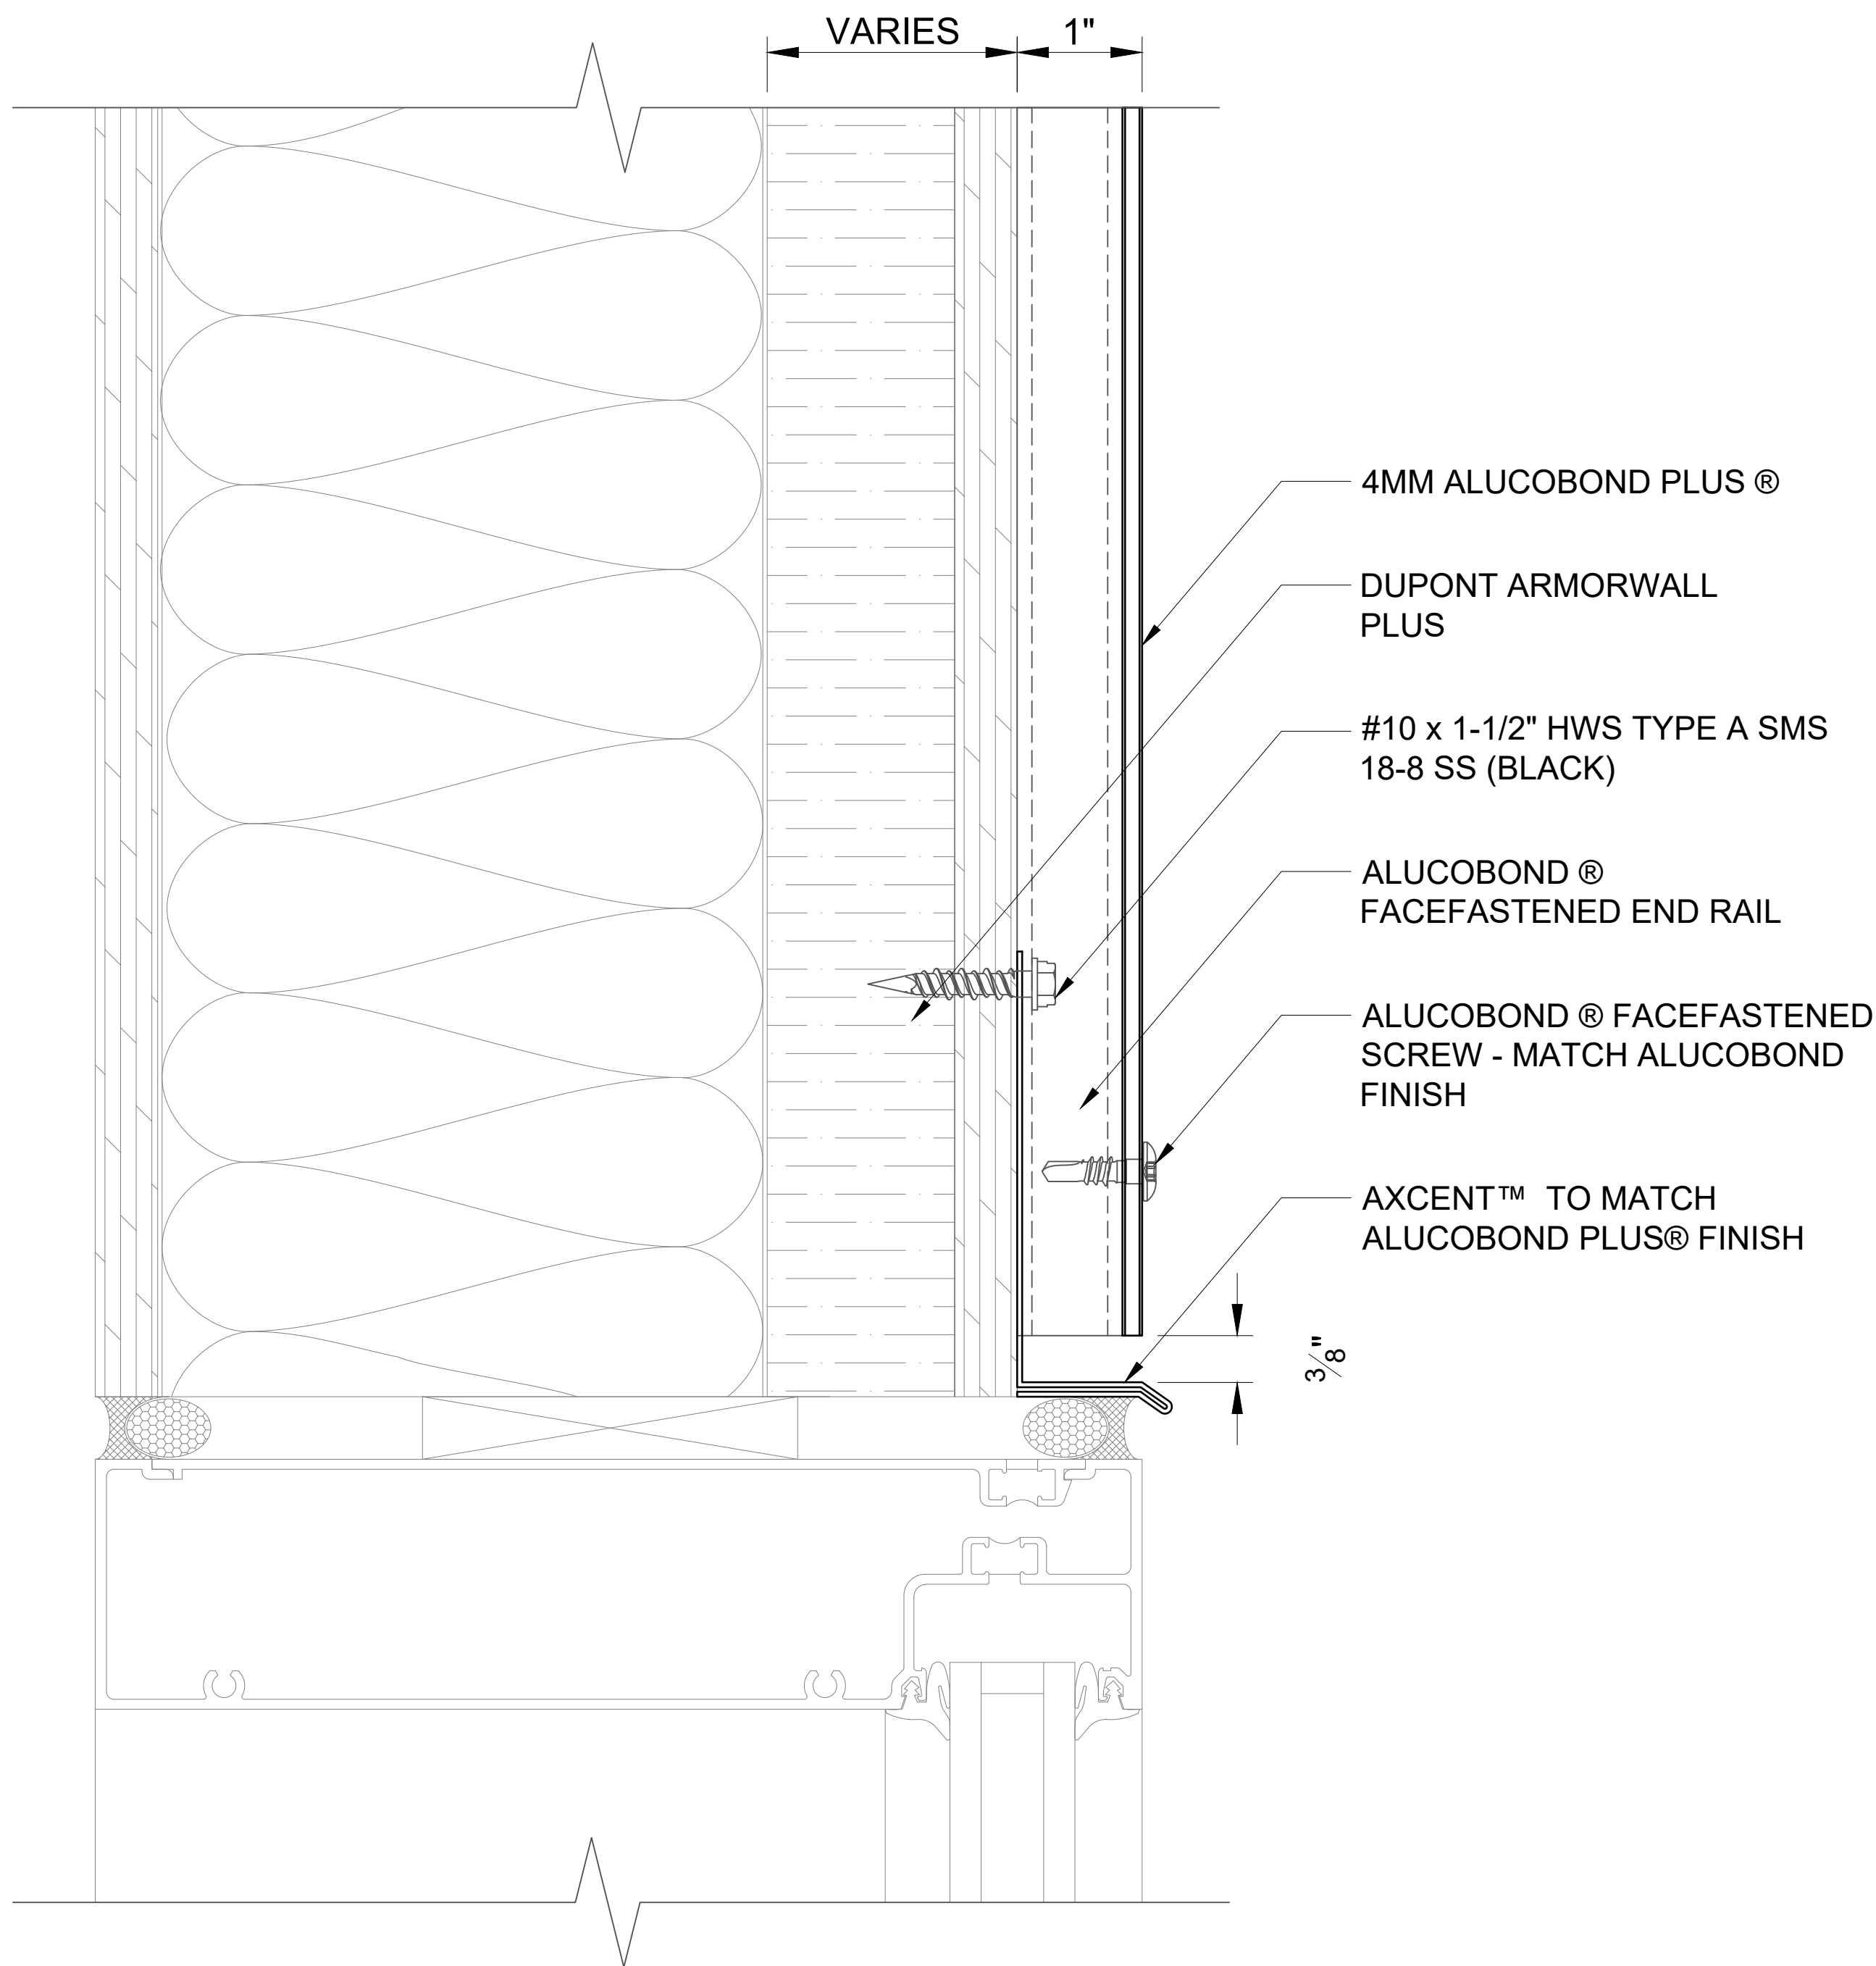 VARIES
1"
4MM ALUCOBOND PLUS ®
DUPONT ARMORWALL
PLUS
#10 x 1-1/2" HWS TYPE A SMS
18-8 SS (BLACK)
ALUCOBOND ®
FACEFASTENED END RAIL
ALUCOBOND ® FACEFASTENED
SCREW - MATCH ALUCOBOND
FINISH
AXCENT™ TO MATCH
ALUCOBOND PLUS® FINISH
3/8"